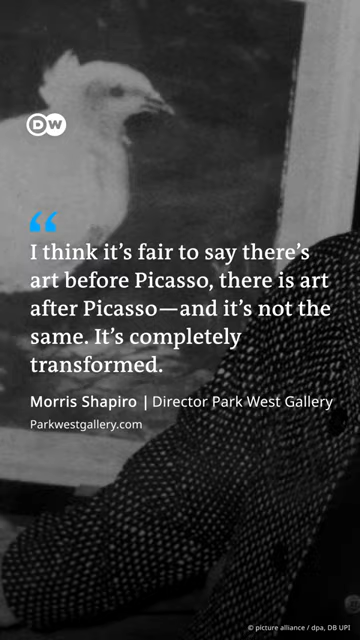 DW
“
I think it’s fair to say there’s
art before Picasso, there is art
after Picasso—and it’s not the
same. It’s completely
transformed.
Morris Shapiro | Director Park West Gallery
Parkwestgallery.com
© picture alliance / dpa, DB UPI